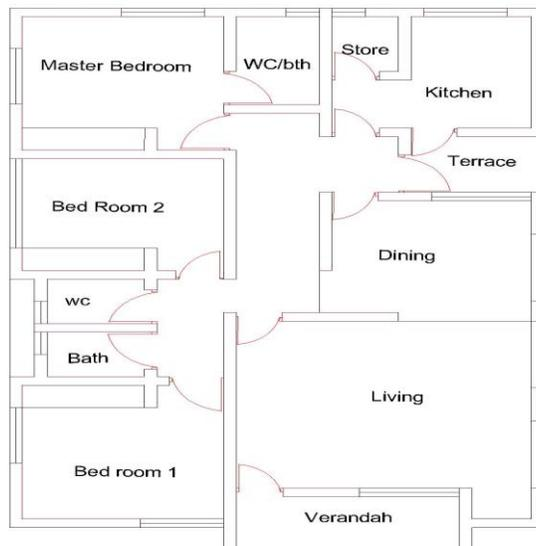 Store
Master Bedroom
WC/bth
Kitchen
Terrace
Bed Room 2
Dining
wc
Bath
Living
Bed room 1
Verandah